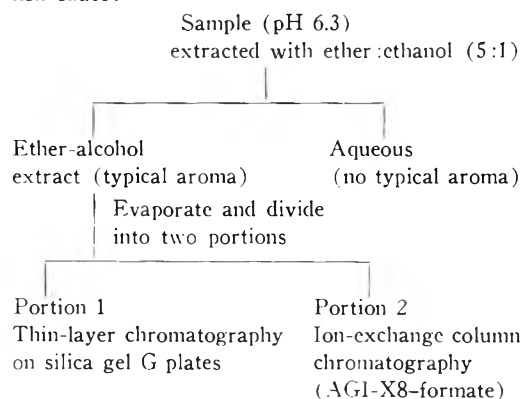 Sample (pH 6.3)
extracted with ether:ethanol (5:1)
Ether-alcohol
extract (typical aroma)
Aqueous
(no typical aroma)
Evaporate and divide
into two portions
Portion 1
Thin-layer chromatography
on silica gel G plates
Portion 2
Ion-exchange column
chromatography
(AG1-X8-formate)